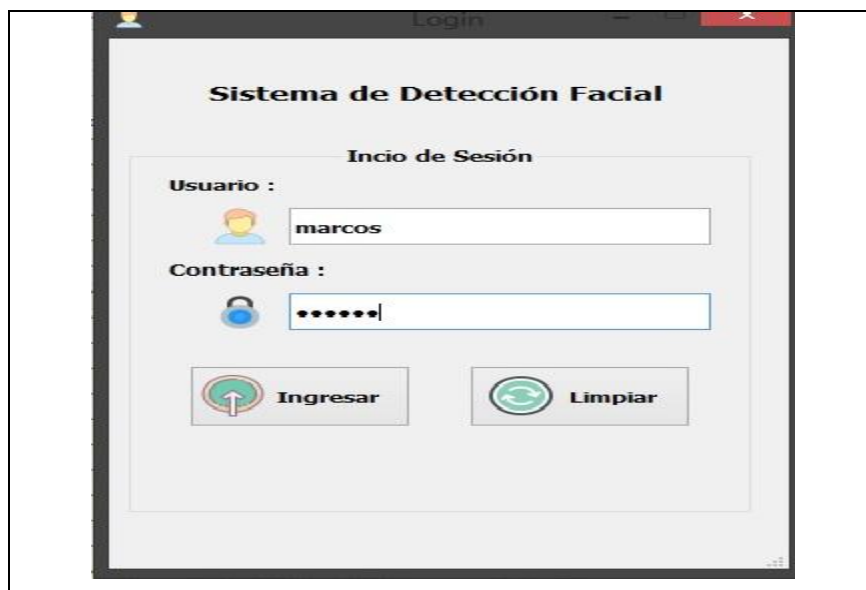 Login
Sistema de Detección Facial
Incio de Sesión
Usuario :
marcos
Contraseña :
••••••
Ingresar
Limpiar